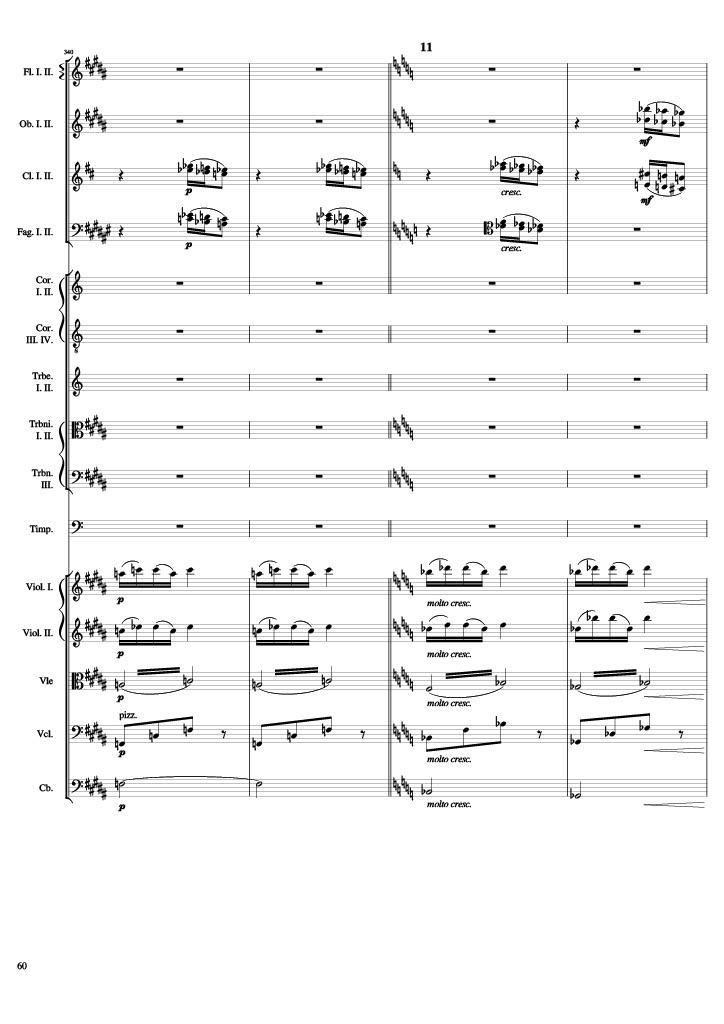 340
11
Fl. I. II.
Ob. I. II.
mf
Cl. I. II.
p
cresc.
mf
Fag. I. II.
p
cresc.
Cor.
I. II.
Cor.
III. IV.
8
Trbe.
I. II.
Trbni.
I. II.
Trbn.
III.
Timp.
Viol. I.
p
molto cresc.
Viol. II.
p
molto cresc.
Vle
p
molto cresc.
pizz.
Vcl.
p
molto cresc.
Cb.
p
molto cresc.
60